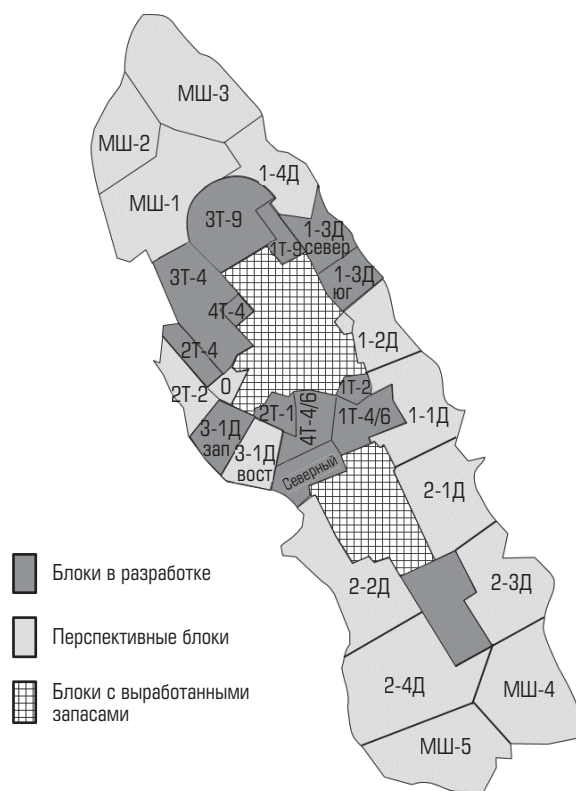 МШ-3
МШ-2
МШ-1
1-4Д
3Т-9
1Т-9
1-3Д
север
1-3Д
юг
3Т-4
4Т-4
2Т-4
1-2Д
2Т-2
О
1Т-2
2Т-1
4Т-4/6
1Т-4/6
1-1Д
3-1Д
зап
3-1Д
вост
Северный
2-1Д
2-2Д
2-3Д
2-4Д
МШ-4
МШ-5
Блоки в разработке
Перспективные блоки
Блоки с выработанными
запасами